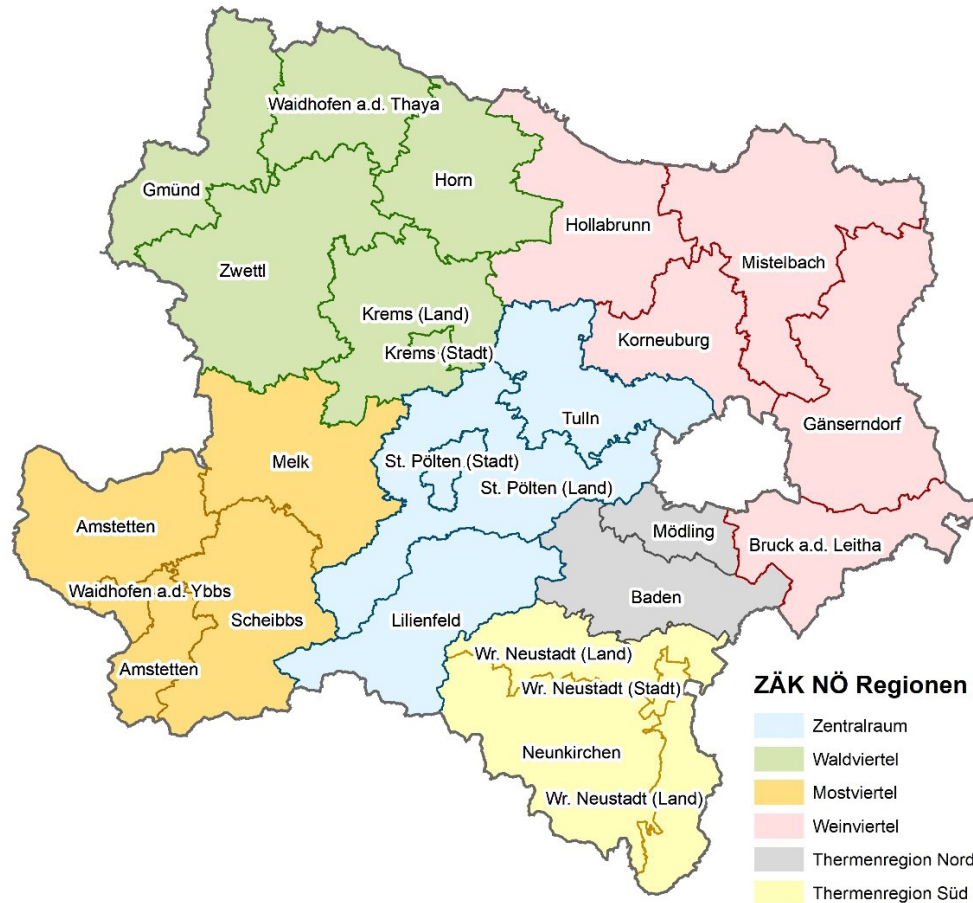 Waidhofen a.d. Thaya
Gmünd
Horn
Hollabrunn
Zwettl
Mistelbach
Krems (Land)
Krems (Stadt)
Korneuburg
Tulln
Gänserndorf
Melk
St. Pölten (Stadt)
St. Pölten (Land)
Amstetten
Mödling
Bruck a.d. Leitha
Waidhofen a.d. Ybbs
Scheibbs
Lilienfeld
Baden
Amstetten
Wr. Neustadt (Land)
Wr. Neustadt (Stadt)
Neunkirchen
Wr. Neustadt (Land)
ZÄK NÖ Regionen
Zentralraum
Waldviertel
Mostviertel
Weinviertel
Thermenregion Nord
Thermenregion Süd